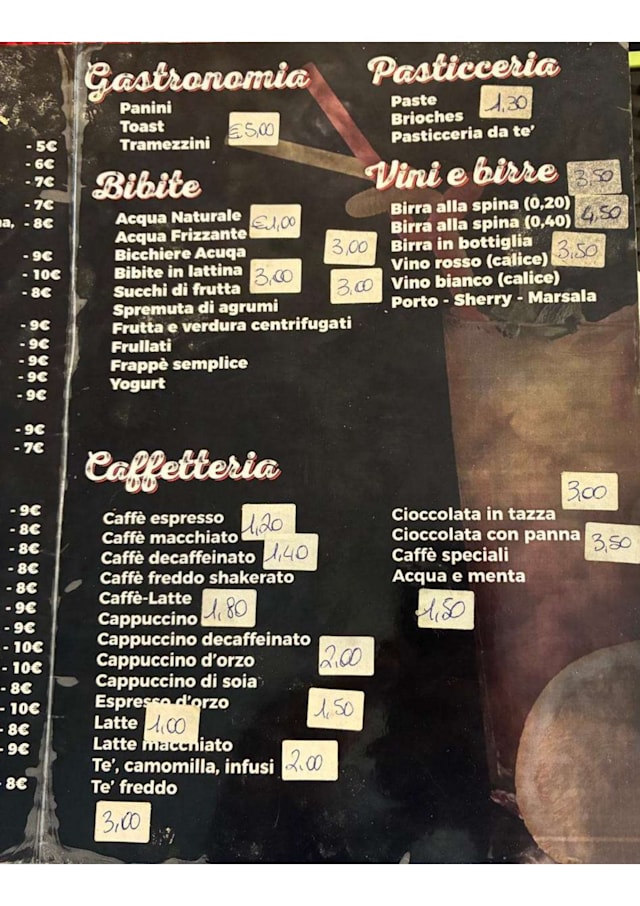 - 5€
- 6€
- 7€
- 7€
a, - 8€
- 9€
- 10€
- 8€
- 9€
- 9€
- 9€
- 9€
- 9€
- 9€
- 7€
- 9€
- 8€
- 8€
- 8€
- 8€
- 9€
- 9€
- 10€
- 10€
- 8€
- 10€
- 8€
- 9€
- 8€
Gastronomia
Panini
Toast €5,00
Tramezzini
Bibite
Acqua Naturale €1,00
Acqua Frizzante
Bicchiere Acuqa 3,00
Bibite in lattina 3,00
Succhi di frutta 3,00
Spremuta di agrumi
Frutta e verdura centrifugati
Frullati
Frappè semplice
Yogurt
Pasticceria
Paste 1,30
Brioches
Pasticceria da te'
Vini e birre 3,50
Birra alla spina (0,20)
Birra alla spina (0,40) 4,50
Birra in bottiglia 3,50
Vino rosso (calice)
Vino bianco (calice)
Porto - Sherry - Marsala
Caffetteria
Caffè espresso 1,20
Caffè macchiato
Caffè decaffeinato 1,40
Caffè freddo shakerato
Caffè-Latte 1,80
Cappuccino
Cappuccino decaffeinato
Cappuccino d'orzo 2,00
Cappuccino di soia
Espresso d'orzo 1,50
Latte 1,00
Latte macchiato
Te', camomilla, infusi 2,00
Te' freddo
3,00
3,00
Cioccolata in tazza
Cioccolata con panna 3,50
Caffè speciali
Acqua e menta
1,50